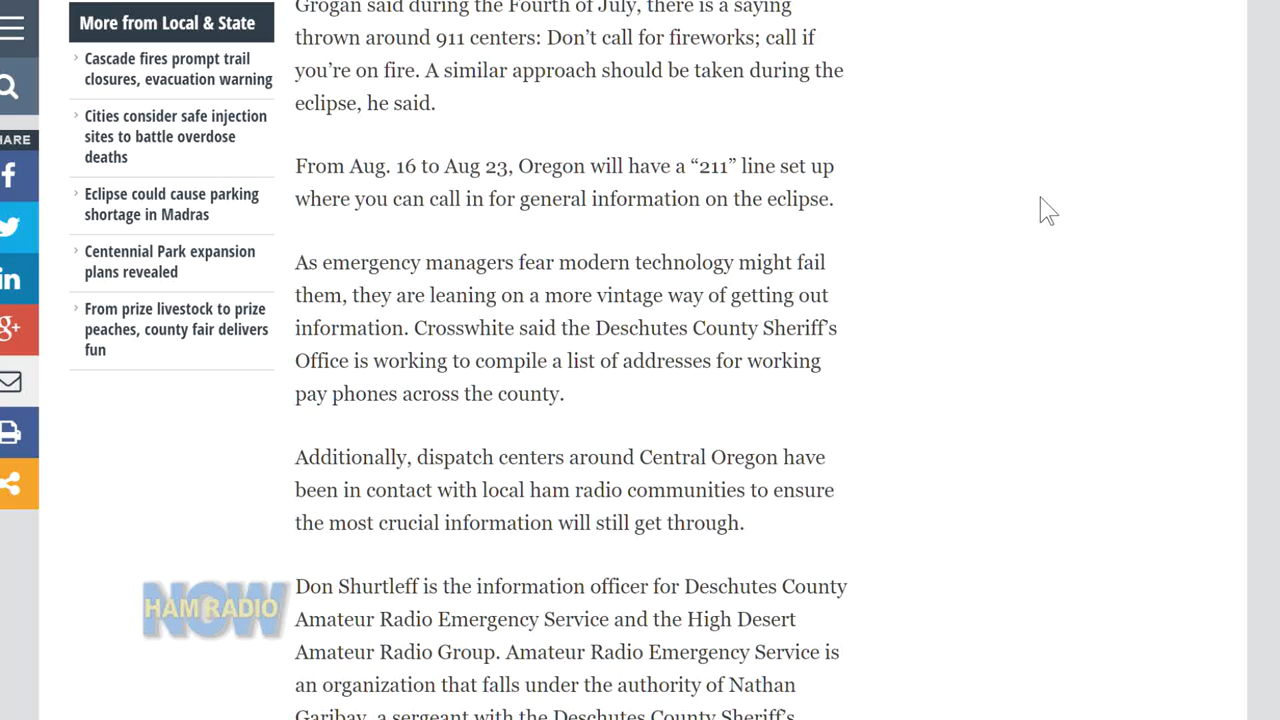 More from Local & State
Cascade fires prompt trail
closures, evacuation warning
Cities consider safe injection
sites to battle overdose
deaths
Eclipse could cause parking
shortage in Madras
Centennial Park expansion
plans revealed
From prize livestock to prize
peaches, county fair delivers
fun
HARE
f
in
g+
Grogan said during the Fourth of July, there is a saying
thrown around 911 centers: Don’t call for fireworks; call if
you’re on fire. A similar approach should be taken during the
eclipse, he said.
From Aug. 16 to Aug 23, Oregon will have a “211” line set up
where you can call in for general information on the eclipse.
As emergency managers fear modern technology might fail
them, they are leaning on a more vintage way of getting out
information. Crosswhite said the Deschutes County Sheriff’s
Office is working to compile a list of addresses for working
pay phones across the county.
Additionally, dispatch centers around Central Oregon have
been in contact with local ham radio communities to ensure
the most crucial information will still get through.
Don Shurtleff is the information officer for Deschutes County
Amateur Radio Emergency Service and the High Desert
Amateur Radio Group. Amateur Radio Emergency Service is
an organization that falls under the authority of Nathan
Garibay, a sergeant with the Deschutes County Sheriff’s
NOW
HAM RADIO